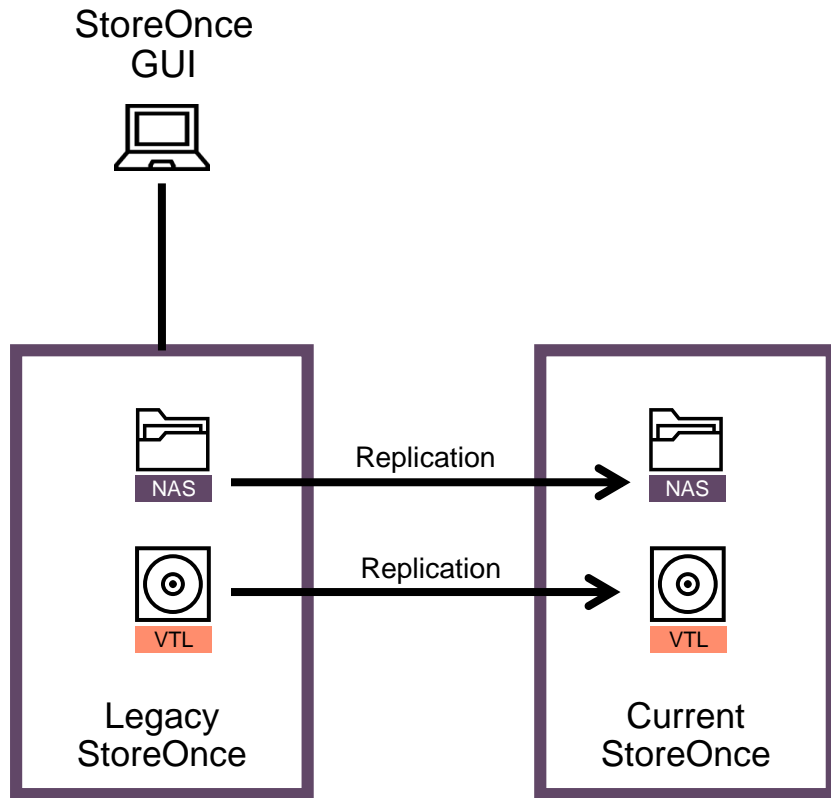 StoreOnce
GUI
Replication
NAS
NAS
Replication
VTL
VTL
Legacy
StoreOnce
Current
StoreOnce